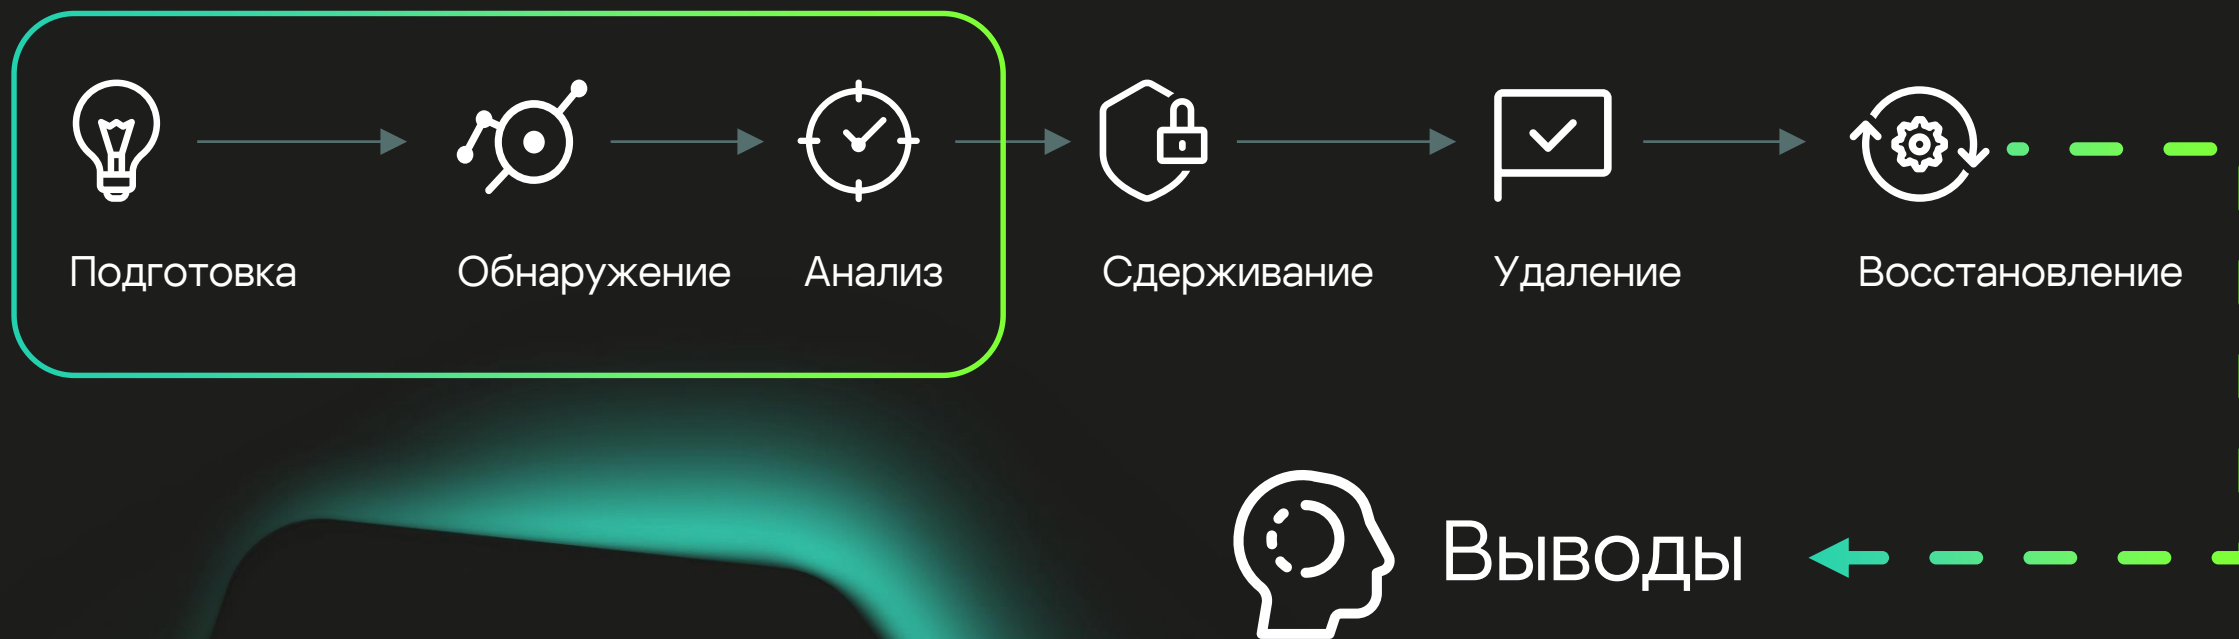 Подготовка
Обнаружение
Анализ
Сдерживание
Удаление
Восстановление
Выводы